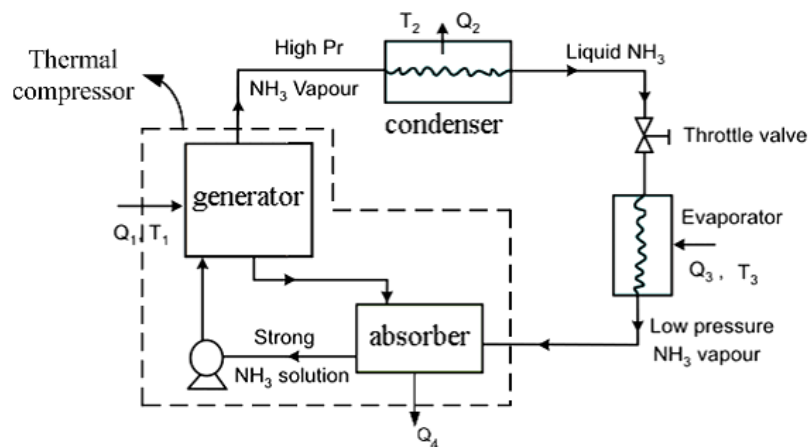 T2 Q2
High Pr
Liquid NH3
Thermal
compressor
NH3 Vapour
condenser
Throttle valve
generator
Evaporator
Q1, T1
Q3 , T3
Strong
absorber
Low pressure
NH3 solution
NH3 vapour
Q4